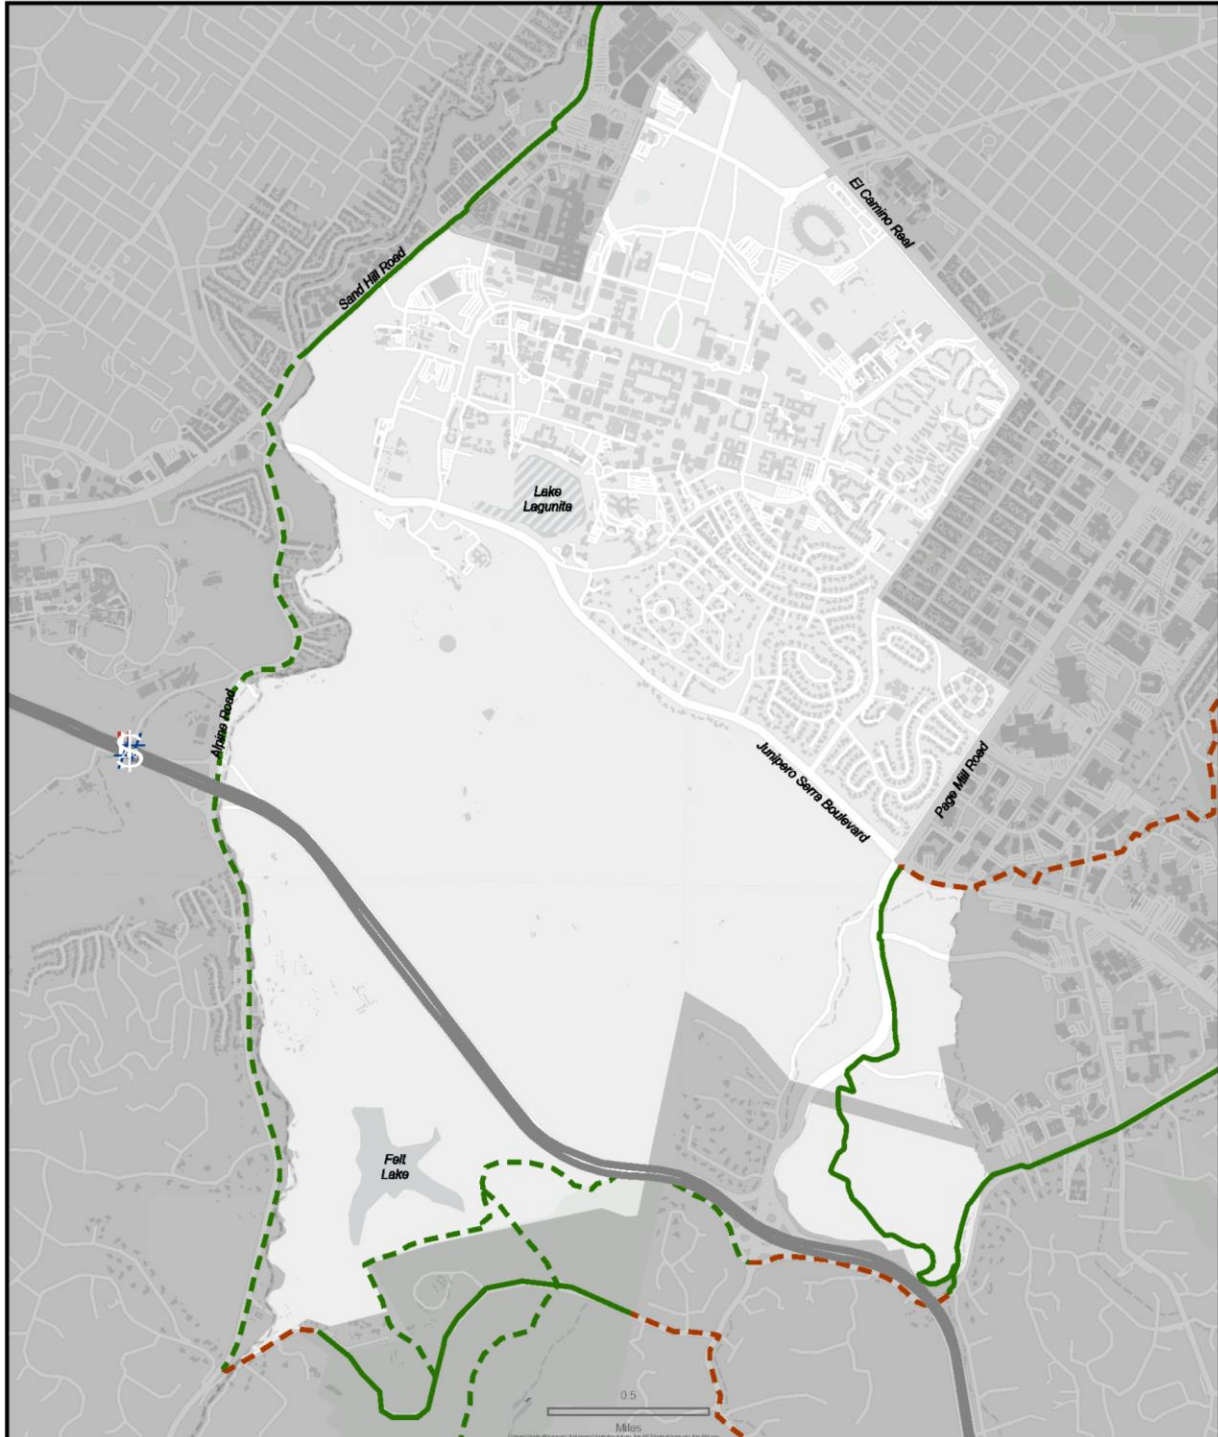 El Camino Real
Sand Hill Road
Lake
Lagunita
Alpine Road
Junipero Serra Boulevard
Page Mill Road
Felt
Lake
0.5
Miles